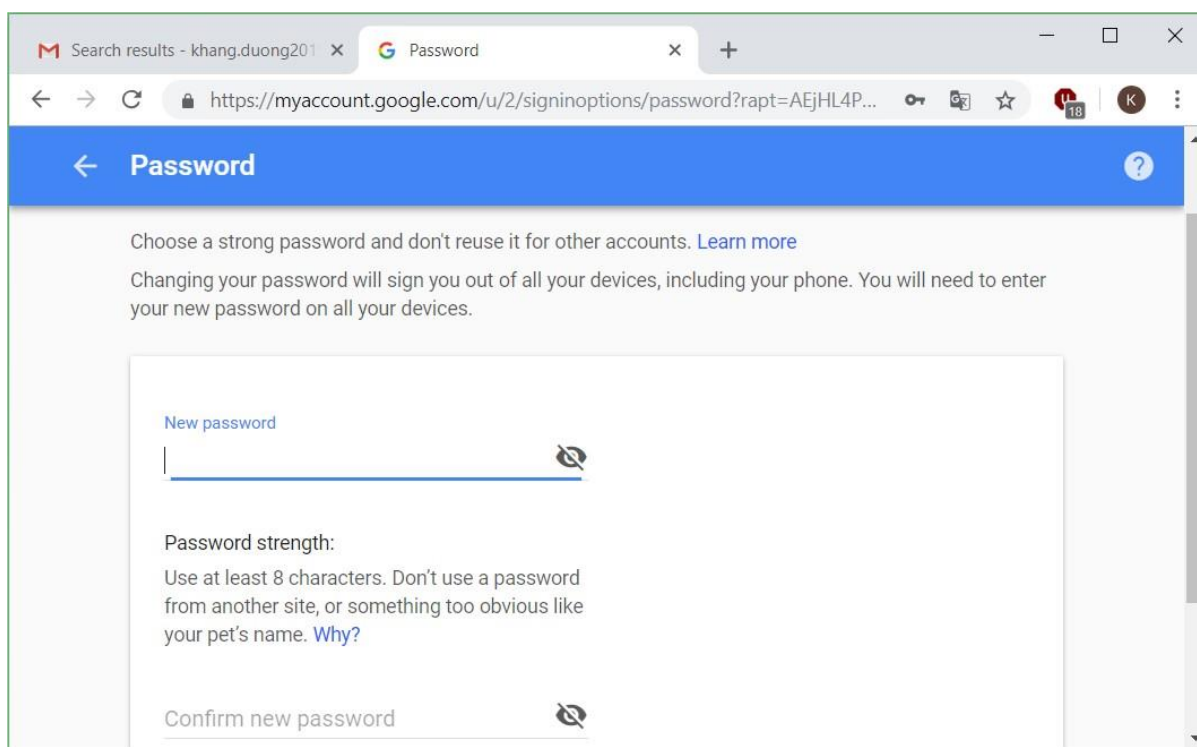 Search results - khang.duong201
Password
https://myaccount.google.com/u/2/signinoptions/password?rapt=AEjHL4P...
18
K
Password
Choose a strong password and don't reuse it for other accounts. Learn more
Changing your password will sign you out of all your devices, including your phone. You will need to enter
your new password on all your devices.
New password
Password strength:
Use at least 8 characters. Don't use a password
from another site, or something too obvious like
your pet's name. Why?
Confirm new password